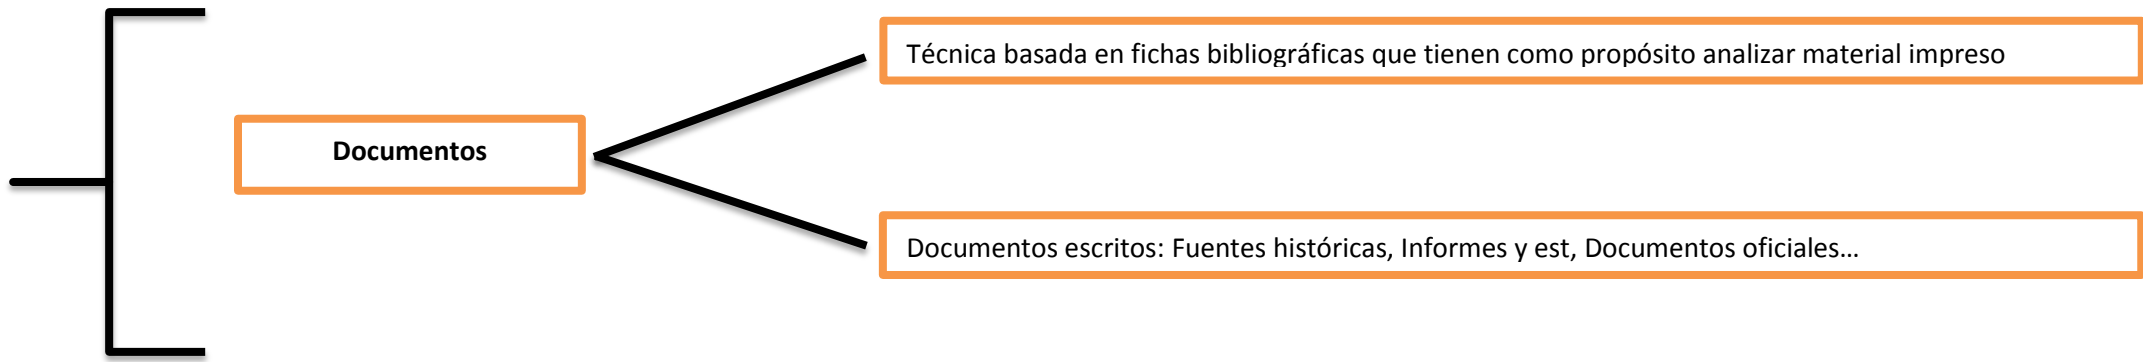 Técnica basada en fichas bibliográficas que tienen como propósito analizar material impreso
Documentos
Documentos escritos: Fuentes históricas, Informes y est, Documentos oficiales...